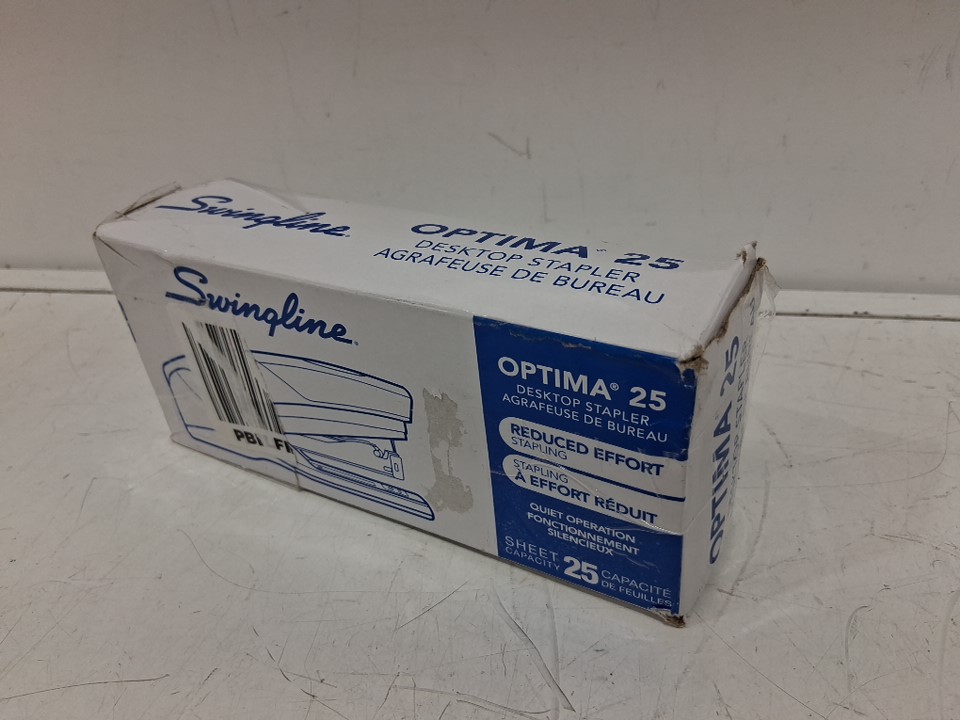 Swingline
OPTIMA 25
DESKTOP STAPLER
AGRAFEUSE DE BUREAU
Swingline
OPTIMA® 25
DESKTOP STAPLER
AGRAFEUSE DE BUREAU
REDUCED EFFORT
STAPLING
STAPLING
À EFFORT RÉDUIT
QUIET OPERATION
FONCTIONNEMENT
SILENCIEUX
SHEET CAPACITY 25 CAPACITÉ DE FEUILLES
OPTIMA 25